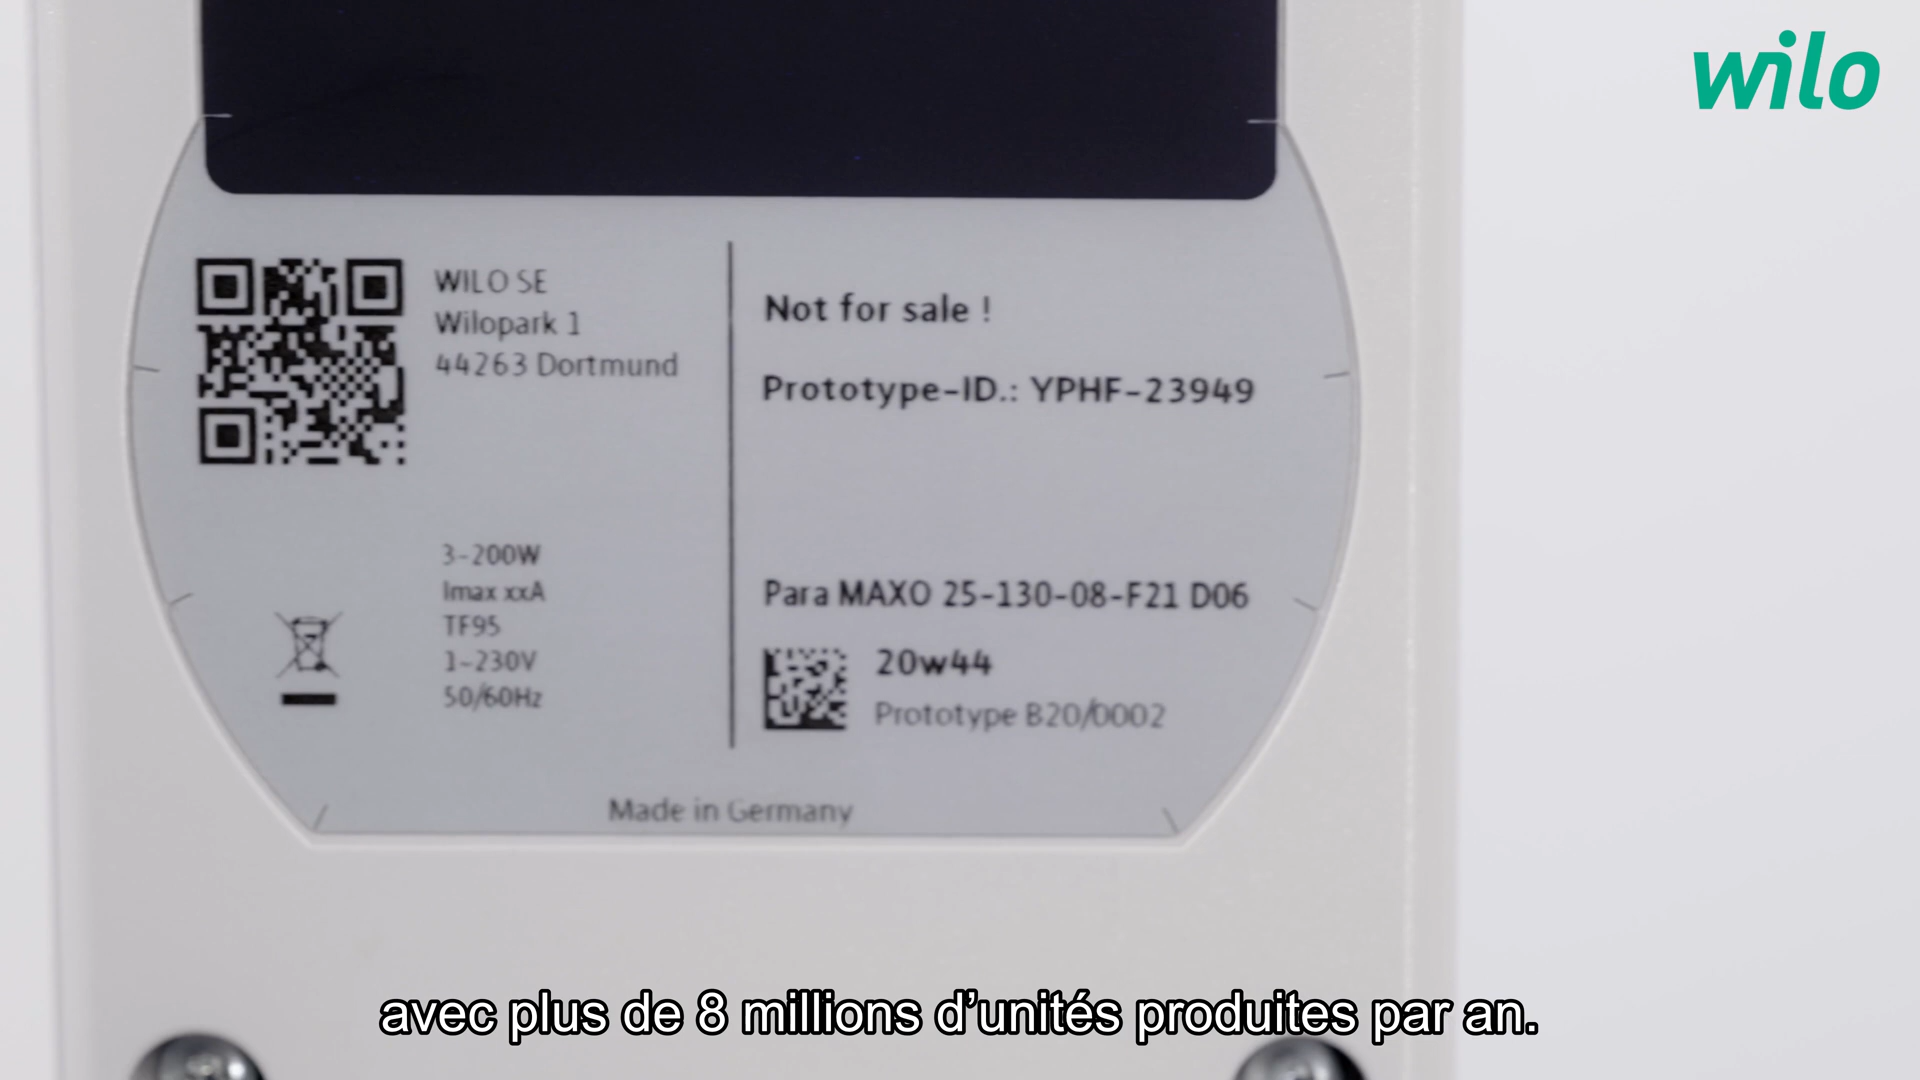 wilo
WILO SE
Wilopark 1
44263 Dortmund
Not for sale !
Prototype-ID.: YPHF-23949
3~200W
Imax xxA
TF95
1~230V
50/60Hz
Para MAXO 25-130-08-F21 D06
20w44
Prototype B20/0002
Made in Germany
avec plus de 8 millions d’unités produites par an.